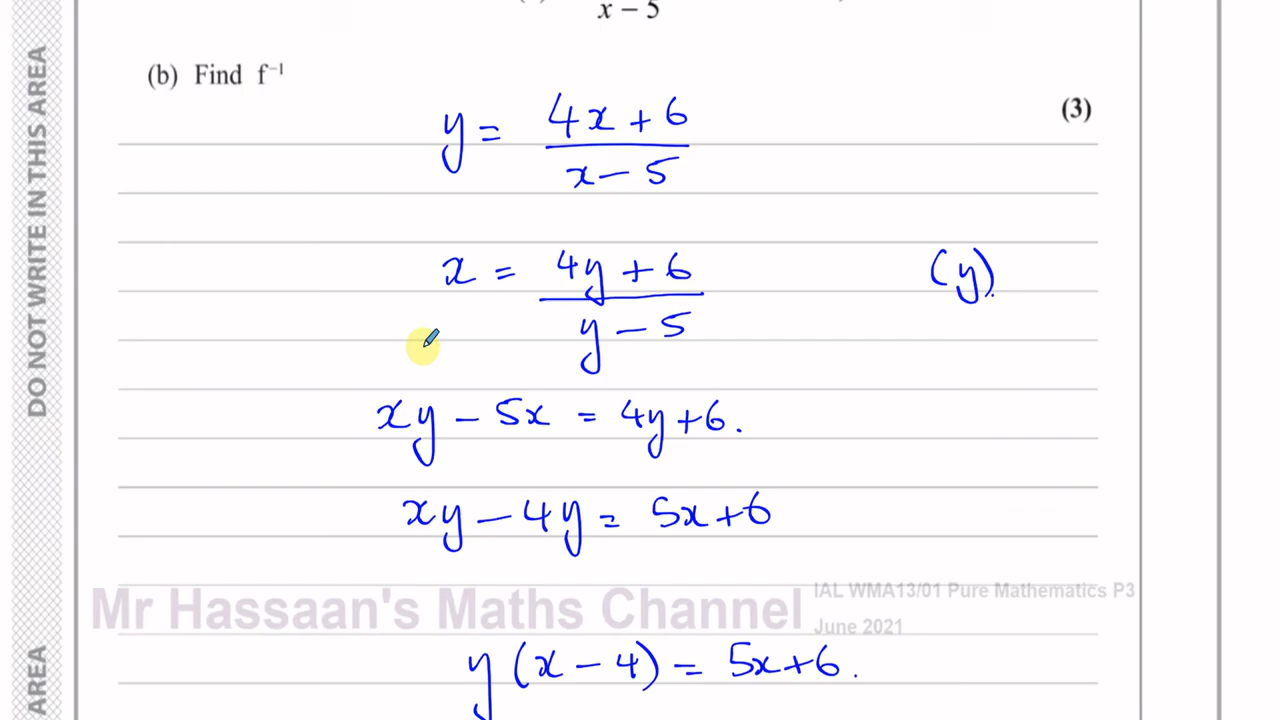 x – 5
(b) Find f⁻¹
(3)
y = 4x + 6
x – 5
x = 4y + 6 (y).
y – 5
xy – 5x = 4y + 6.
xy – 4y = 5x + 6
Mr Hassaan's Maths Channel
IAL WMA13/01 Pure Mathematics P3
June 2021
y(x – 4) = 5x + 6.
DO NOT WRITE IN THIS AREA
AREA